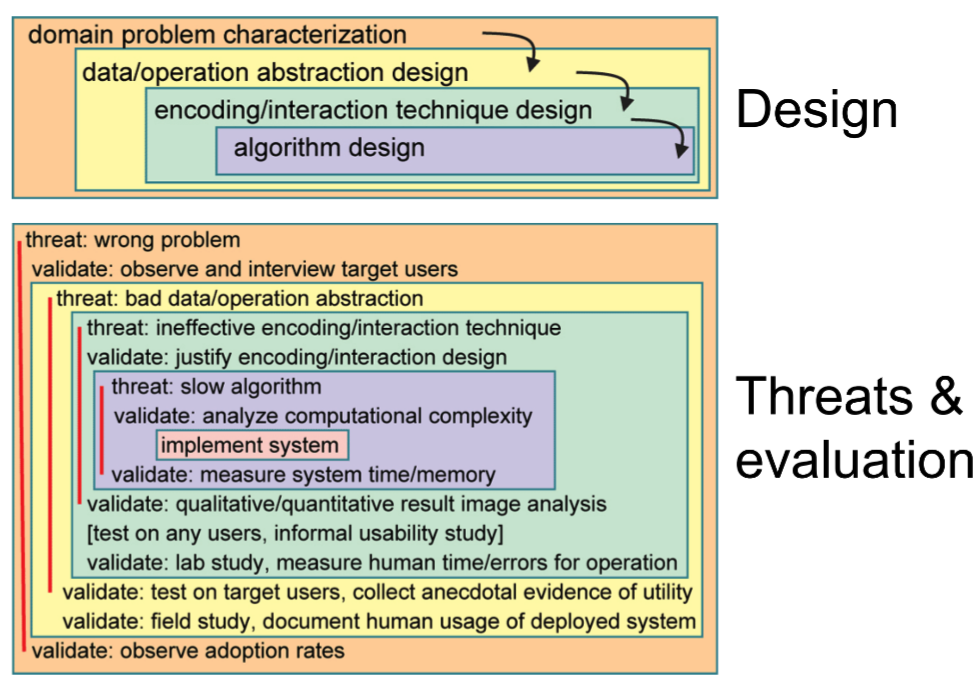 domain problem characterization
data/operation abstraction design
encoding/interaction technique design
algorithm design
Design
threat: wrong problem
validate: observe and interview target users
threat: bad data/operation abstraction
threat: ineffective encoding/interaction technique
validate: justify encoding/interaction design
threat: slow algorithm
validate: analyze computational complexity
implement system
validate: measure system time/memory
validate: qualitative/quantitative result image analysis
[test on any users, informal usability study]
validate: lab study, measure human time/errors for operation
validate: test on target users, collect anecdotal evidence of utility
validate: field study, document human usage of deployed system
validate: observe adoption rates
Threats &
evaluation